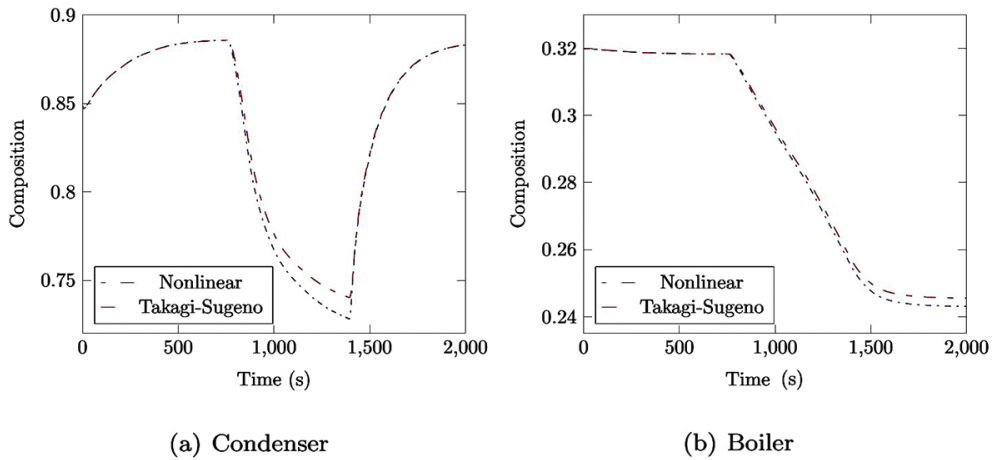 0.9
0.85
0.8
0.75
Composition
Nonlinear
Takagi-Sugeno
0
500
1,000
1,500
2,000
Time (s)
(a) Condenser
0.32
0.3
0.28
0.26
0.24
Composition
Nonlinear
Takagi-Sugeno
0
500
1,000
1,500
2,000
Time (s)
(b) Boiler